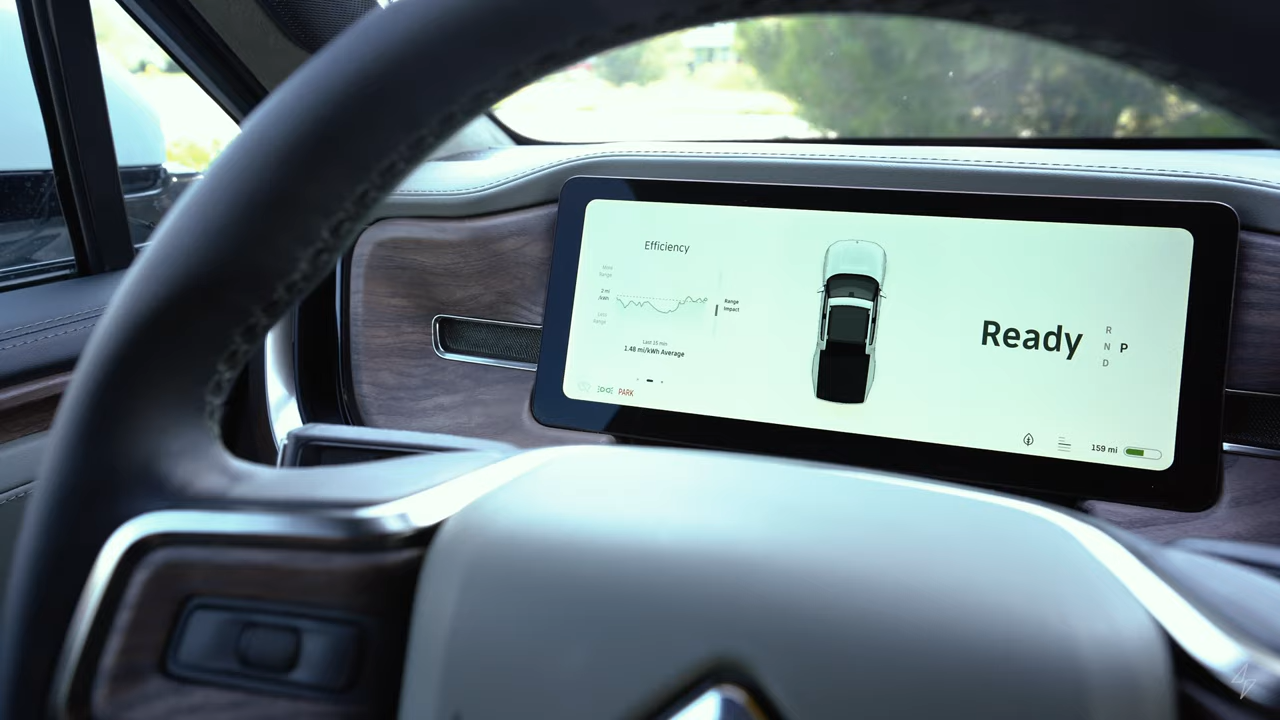 Efficiency
More
Range
2 mi
/kWh
Less
Range
Range
Impact
Last 15 min
1.48 mi/kWh Average
PARK
Ready
R
N
P
D
159 mi